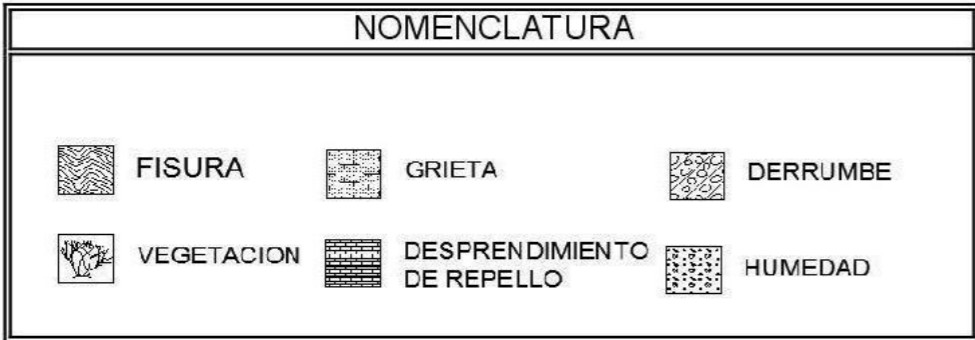 NOMENCLATURA
FISURA
GRIETA
DERRUMBE
VEGETACION
DESPRENDIMIENTO
DE REPELLO
HUMEDAD